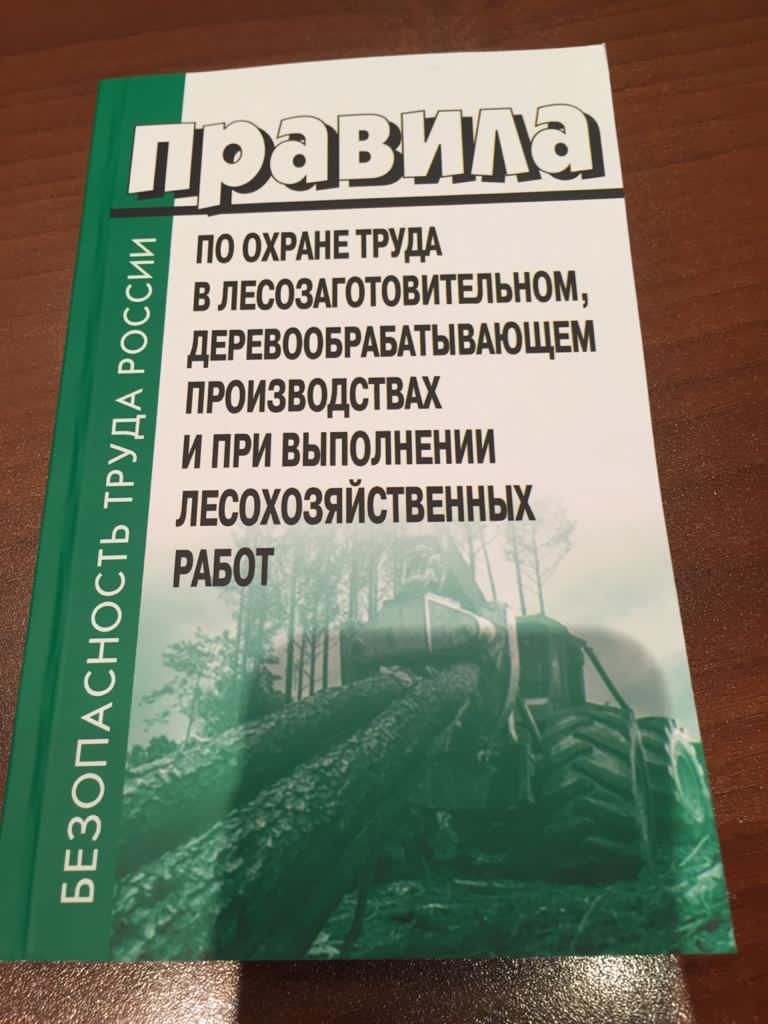 правила
ПО ОХРАНЕ ТРУДА
В ЛЕСОЗАГОТОВИТЕЛЬНОМ,
ДЕРЕВООБРАБАТЫВАЮЩЕМ
ПРОИЗВОДСТВАХ
И ПРИ ВЫПОЛНЕНИИ
ЛЕСОХОЗЯЙСТВЕННЫХ
РАБОТ
БЕЗОПАСНОСТЬ ТРУДА РОССИИ